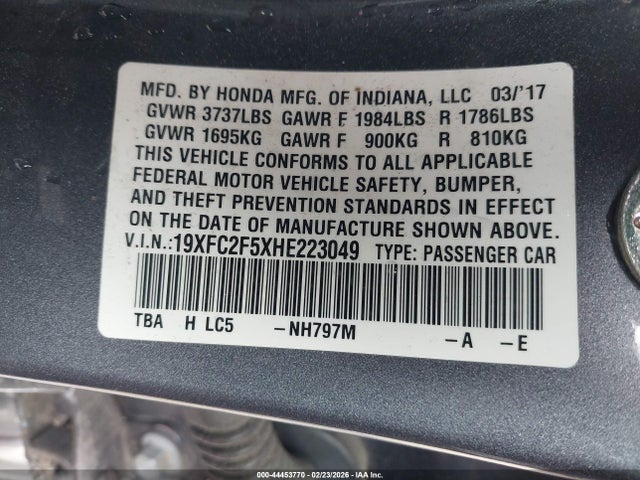 MFD. BY HONDA MFG. OF INDIANA, LLC 03/'17
GVWR 3737LBS GAWR F 1984LBS R 1786LBS
GVWR 1695KG GAWR F 900KG R 810KG
THIS VEHICLE CONFORMS TO ALL APPLICABLE
FEDERAL MOTOR VEHICLE SAFETY, BUMPER,
AND THEFT PREVENTION STANDARDS IN EFFECT
ON THE DATE OF MANUFACTURE SHOWN ABOVE.
V.I.N.:19XFC2F5XHE223049 TYPE: PASSENGER CAR
TBA H LC5 -NH797M -A -E
000-44453770 - 02/23/2026 - IAA Inc.